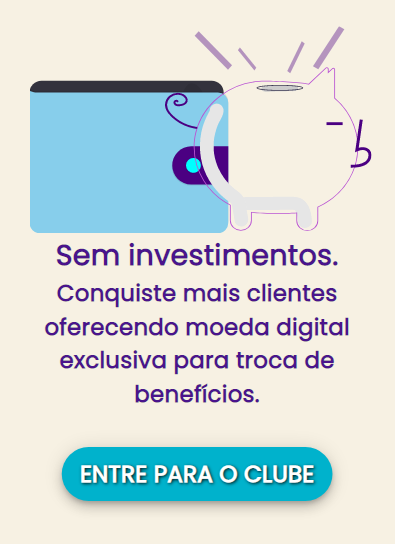 Sem investimentos.
Conquiste mais clientes
oferecendo moeda digital
exclusiva para troca de
benefícios.
ENTRE PARA O CLUBE